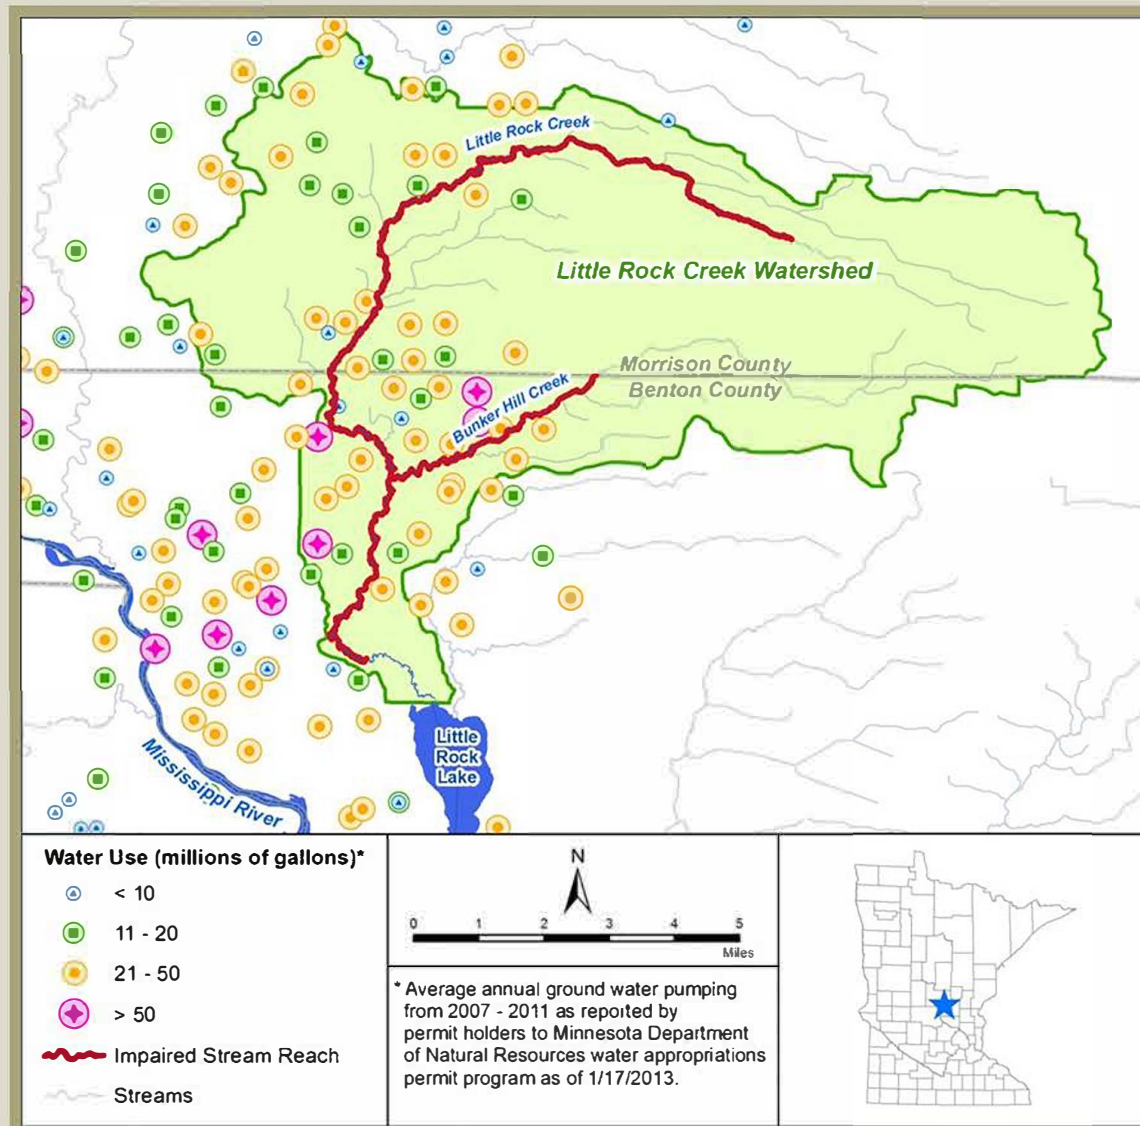 Little Rock Creek
Little Rock Creek Watershed
Morrison County
Benton County
Bunker Hill Creek
Little
Rock
Lake
Mississippi River
Water Use (millions of gallons)*
< 10
11 - 20
21 - 50
> 50
Impaired Stream Reach
Streams
N
0 1 2 3 4 5
Miles
* Average annual ground water pumping
from 2007 - 2011 as reported by
permit holders to Minnesota Department
of Natural Resources water appropriations
permit program as of 1/17/2013.